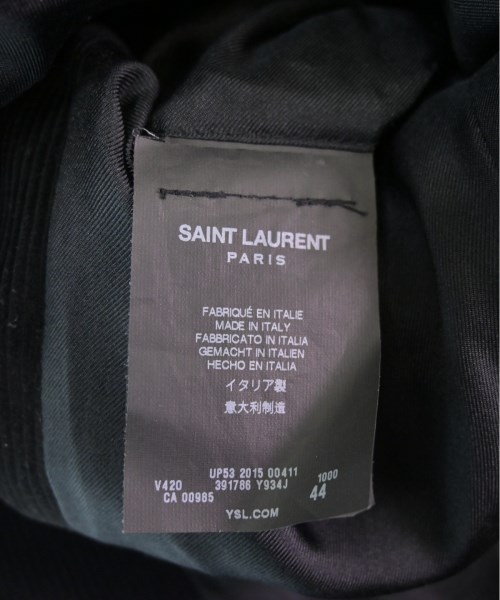 SAINT LAURENT
PARIS
FABRIQUÉ EN ITALIE
MADE IN ITALY
FABBRICATO IN ITALIA
GEMACHT IN ITALIEN
HECHO EN ITALIA
イタリア製
意大利制造
UP53 2015 00411
V420 391786 Y934J 1000
CA 00985 44
YSL.COM